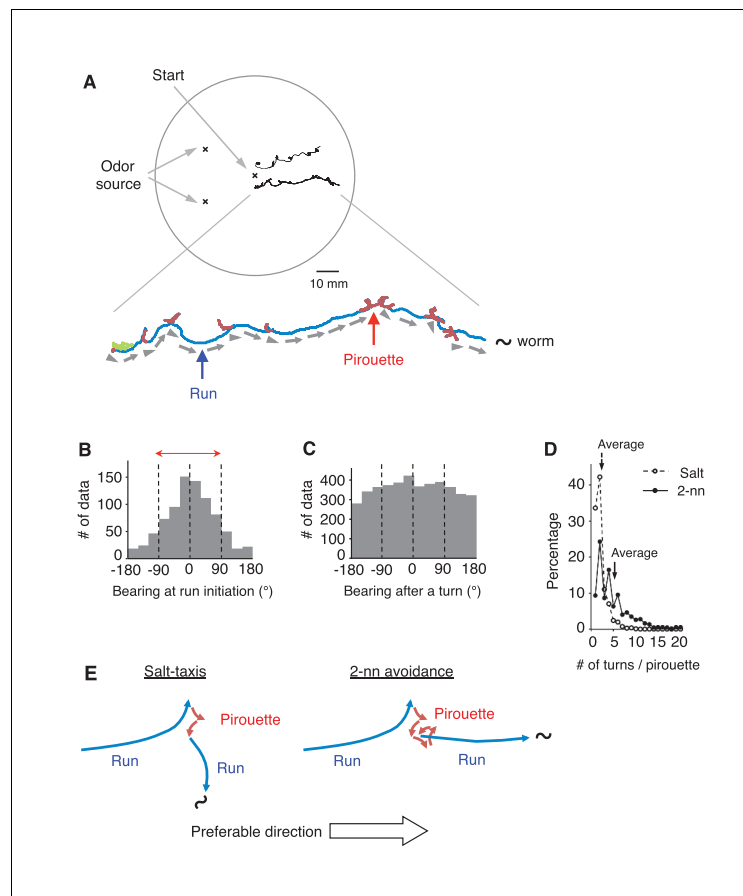 A
Start
Odor
source
10 mm
worm
Pirouette
Run
B
150
100
50
0
-180 -90 0 90 180
# of data
Bearing at run initiation (°)
C
400
300
200
100
0
-180 -90 0 90 180
# of data
Bearing after a turn (°)
D
Average
Salt
2-nn
Average
40
30
20
10
0
0 5 10 15 20
Percentage
# of turns / pirouette
E
Salt-taxis
Pirouette
Run
Run
2-nn avoidance
Pirouette
Run
Run
Preferable direction